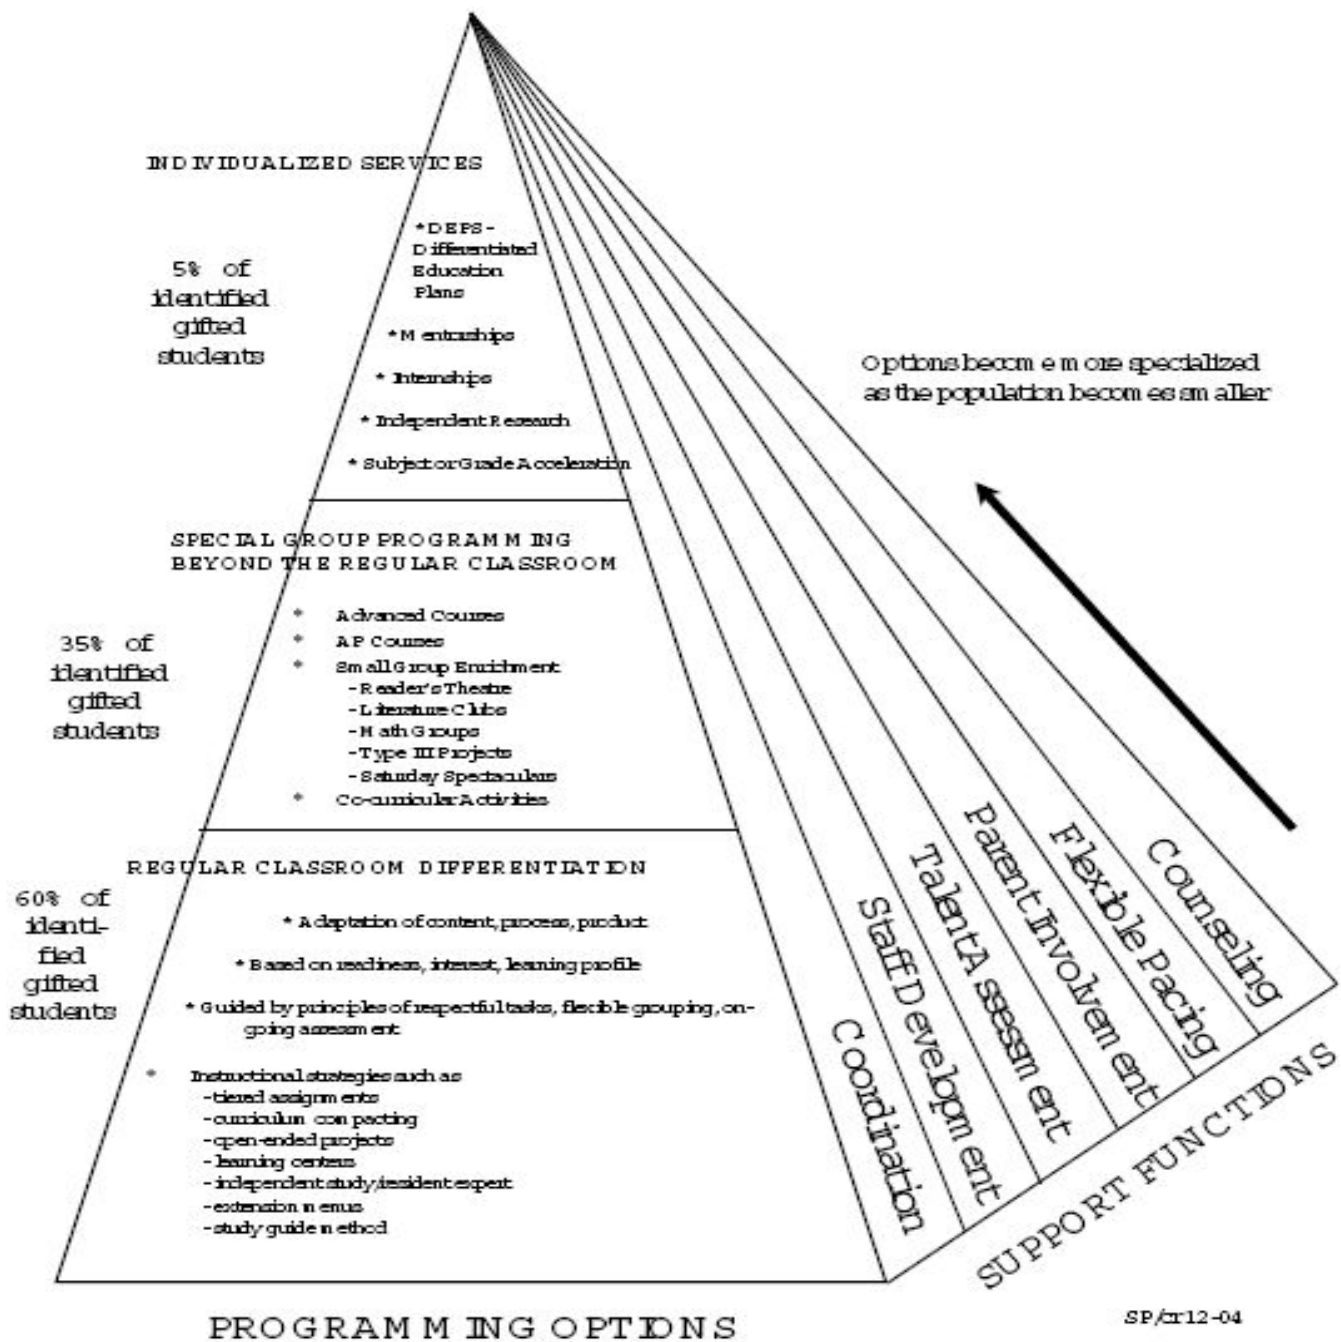 INDIVIDUALIZED SERVICES
5% of
identified
gifted
students
* DEPS -
Differentiated
Education
Plans
* Mentorships
* Internships
* Independent Research
* Subject or Grade Acceleration
Options become more specialized
as the population becomes smaller
SPECIAL GROUP PROGRAMMING
BEYOND THE REGULAR CLASSROOM
35% of
identified
gifted
students
* Advanced Courses
* AP Courses
* Small Group Enrichment
- Reader's Theatre
- Literature Clubs
- Math Groups
- Type III Projects
- Saturday Spectaculars
* Co-curricular Activities
REGULAR CLASSROOM DIFFERENTIATION
60% of
identi-
fied
gifted
students
* Adaptation of content, process, product
* Based on readiness, interest, learning profile
* Guided by principles of respectful tasks, flexible grouping, on-
going assessment
* Instructional strategies such as
- tiered assignments
- curriculum compacting
- open-ended projects
- learning centers
- independent study/resident expert
- extension menus
- study guide method
Coordination
Staff Development
Talent Assessment
Parent Involvement
Flexible Pacing
Counseling
SUPPORT FUNCTIONS
PROGRAMMING OPTIONS
SP/cr 12-04